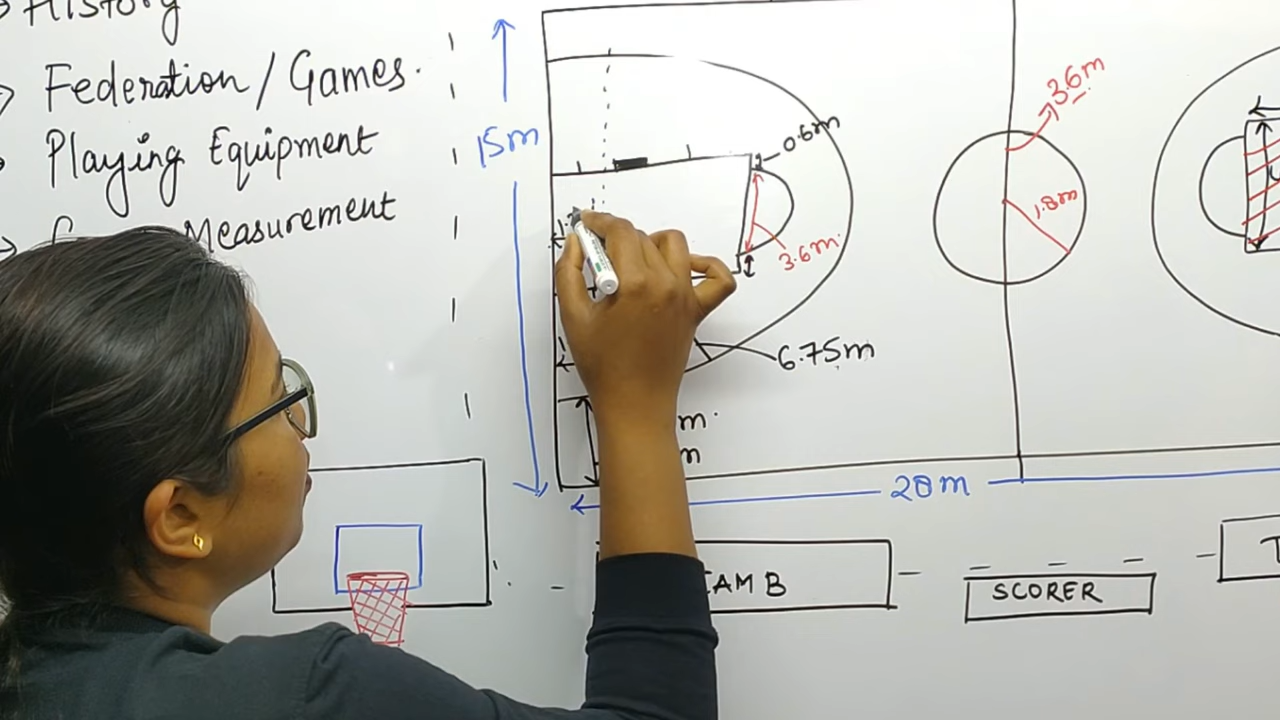 History
Federation / Games.
Playing Equipment
Measurement
15m
0.6m
3.6m
1.8m
3.6m.
6.75m
m.
m
28m
AM B
SCORER
T